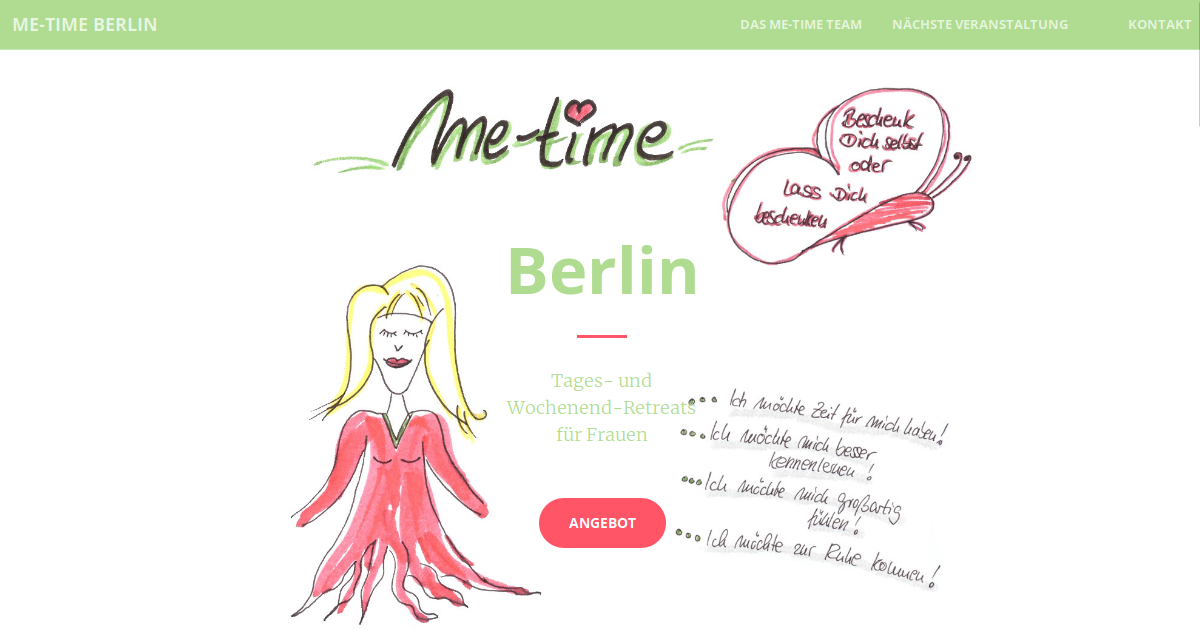 ME-TIME BERLIN
DAS ME-TIME TEAM
NÄCHSTE VERANSTALTUNG
KONTAKT
me-time
Beschenk
Dich selbst
oder
lass Dich
beschenken
Berlin
Tages- und
Wochenend-Retreats
für Frauen
ANGEBOT
... Ich möchte Zeit für mich haben!
... Ich möchte mich besser
kennenlernen!
... Ich möchte mich großartig
fühlen!
... Ich möchte zur Ruhe kommen!